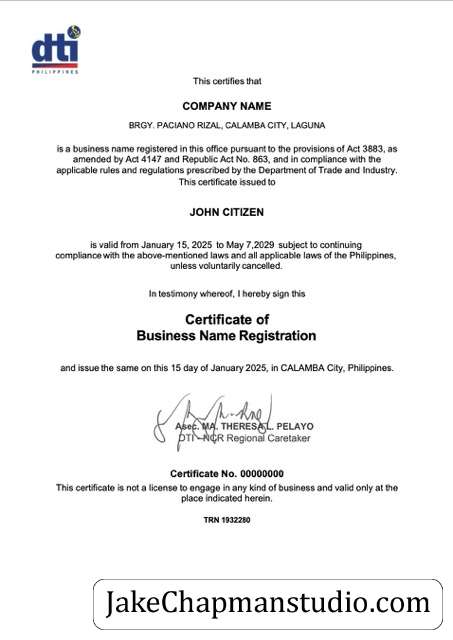 dti
PHILIPPINES
This certifies that
COMPANY NAME
BRGY. PACIANO RIZAL, CALAMBA CITY, LAGUNA
is a business name registered in this office pursuant to the provisions of Act 3883, as
amended by Act 4147 and Republic Act No. 863, and in compliance with the
applicable rules and regulations prescribed by the Department of Trade and Industry.
This certificate issued to
JOHN CITIZEN
is valid from January 15, 2025 to May 7,2029 subject to continuing
compliance with the above-mentioned laws and all applicable laws of the Philippines,
unless voluntarily cancelled.
In testimony whereof, I hereby sign this
Certificate of
Business Name Registration
and issue the same on this 15 day of January 2025, in CALAMBA City, Philippines.
Asec. MA. THERESA L. PELAYO
DTI - NCR Regional Caretaker
Certificate No. 00000000
This certificate is not a license to engage in any kind of business and valid only at the
place indicated herein.
TRN 1932280
JakeChapmanstudio.com